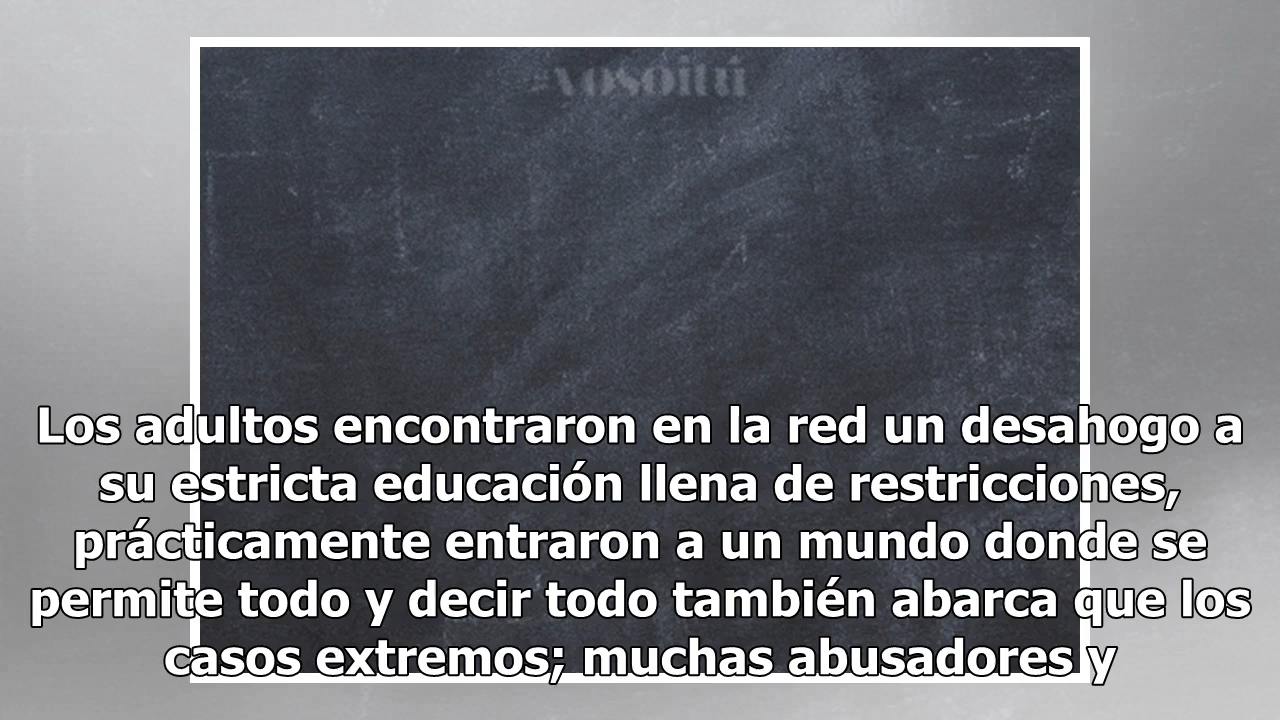 #yosoitú
Los adultos encontraron en la red un desahogo a
su estricta educación llena de restricciones,
prácticamente entraron a un mundo donde se
permite todo y decir todo también abarca que los
casos extremos; muchas abusadores y